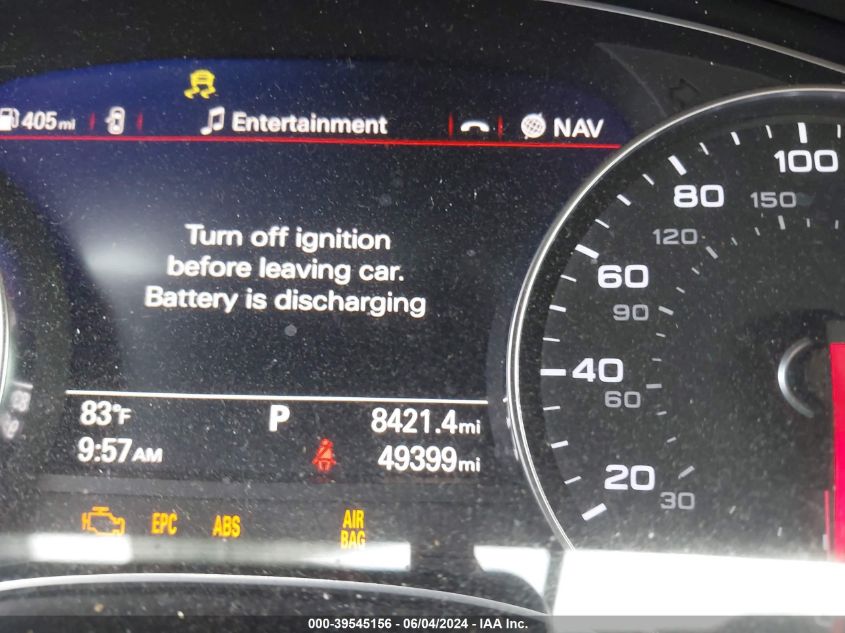 405mi
Entertainment
NAV
Turn off ignition
before leaving car.
Battery is discharging
83°F
P
8421.4mi
9:57AM
49399mi
EPC
ABS
AIR
BAG
100
80
150
120
60
90
40
60
20
30
000-39545156 - 06/04/2024 - IAA Inc.